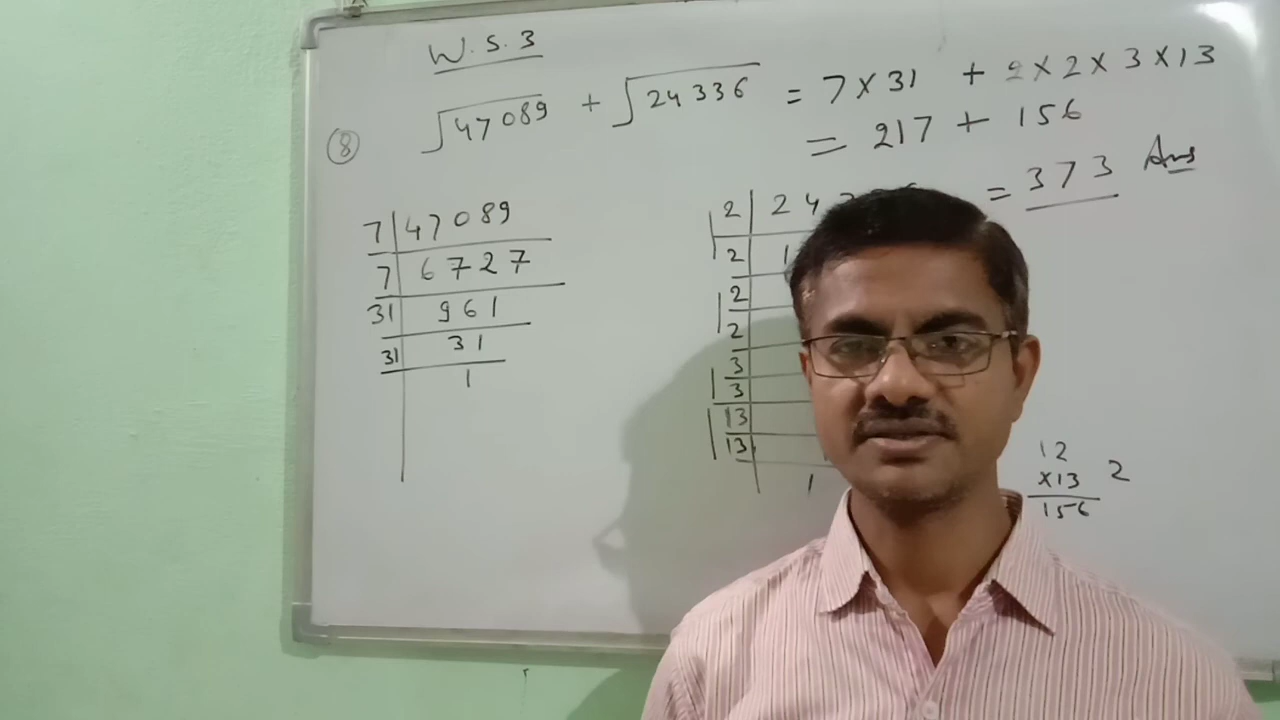 W.S.3
⑧ √47089 + √24336 = 7×31 + 2×2×3×13
= 217 + 156
= 373 Ans
7 | 47089
7 | 6727
31 | 961
31 | 31
1
2 | 24
2 | 1
2
2
3
3
13
13
1
12
×13 2
156